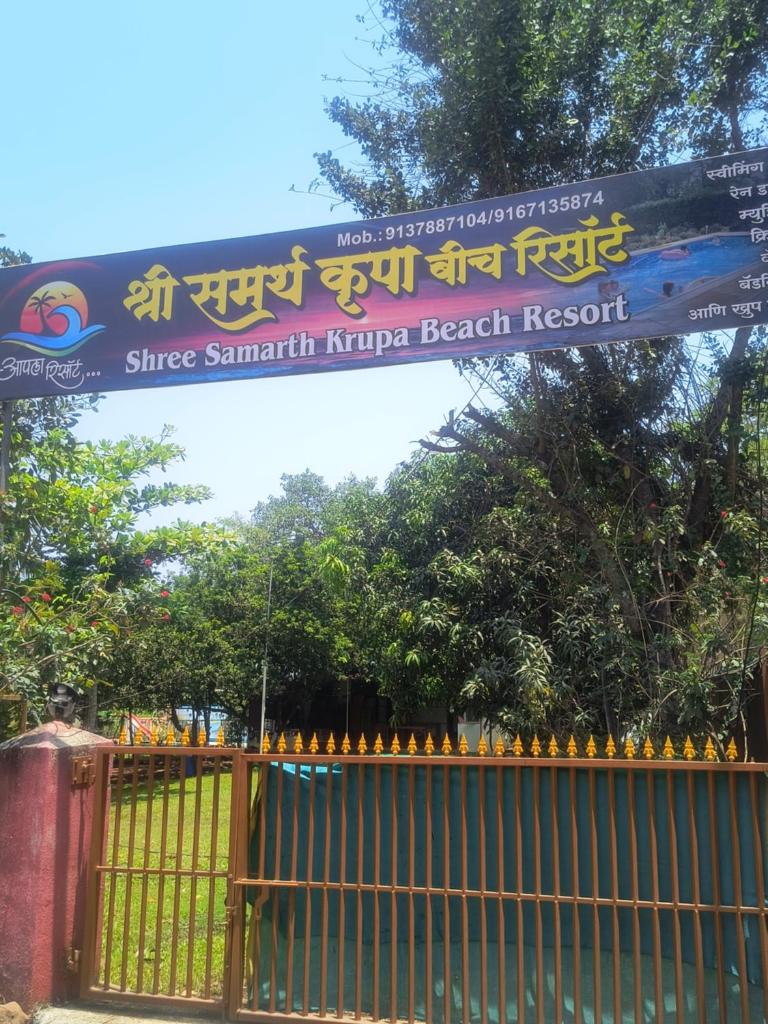 Mob.: 9137887104/9167135874
श्री समर्थ कृपा बीच रिसॉर्ट
Shree Samarth Krupa Beach Resort
आपला रिसॉर्ट...
स्वीमिंग
रेन
आणि खुप